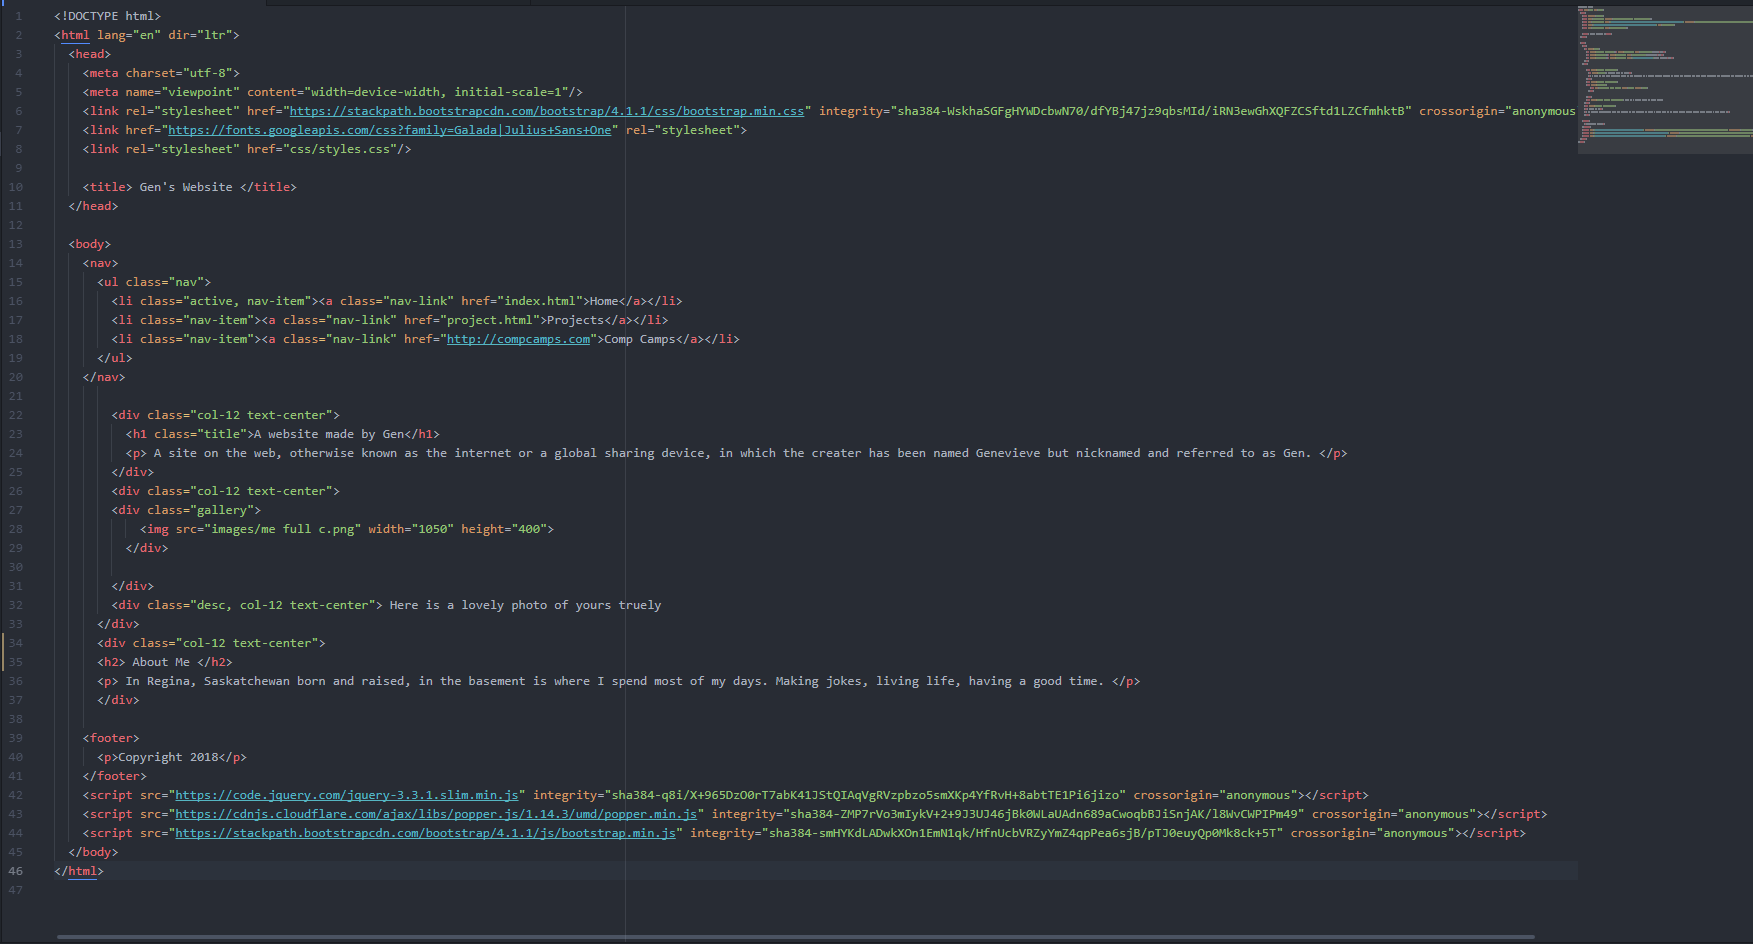 1 <!DOCTYPE html>
2 <html lang="en" dir="ltr">
3 <head>
4 <meta charset="utf-8">
5 <meta name="viewpoint" content="width=device-width, initial-scale=1"/>
6 <link rel="stylesheet" href="https://stackpath.bootstrapcdn.com/bootstrap/4.1.1/css/bootstrap.min.css" integrity="sha384-WskhaSGFgHYWDcbwN70/dfYBj47jz9qbsMId/iRN3ewGhXQFZCSftd1LZCfmhktB" crossorigin="anonymous
7 <link href="https://fonts.googleapis.com/css?family=Galada|Julius+Sans+One" rel="stylesheet">
8 <link rel="stylesheet" href="css/styles.css"/>
9
10 <title> Gen's Website </title>
11 </head>
12
13 <body>
14 <nav>
15 <ul class="nav">
16 <li class="active, nav-item"><a class="nav-link" href="index.html">Home</a></li>
17 <li class="nav-item"><a class="nav-link" href="project.html">Projects</a></li>
18 <li class="nav-item"><a class="nav-link" href="http://compcamps.com">Comp Camps</a></li>
19 </ul>
20 </nav>
21
22 <div class="col-12 text-center">
23 <h1 class="title">A website made by Gen</h1>
24 <p> A site on the web, otherwise known as the internet or a global sharing device, in which the creater has been named Genevieve but nicknamed and referred to as Gen. </p>
25 </div>
26 <div class="col-12 text-center">
27 <div class="gallery">
28 <img src="images/me full c.png" width="1050" height="400">
29 </div>
30
31 </div>
32 <div class="desc, col-12 text-center"> Here is a lovely photo of yours truely
33 </div>
34 <div class="col-12 text-center">
35 <h2> About Me </h2>
36 <p> In Regina, Saskatchewan born and raised, in the basement is where I spend most of my days. Making jokes, living life, having a good time. </p>
37 </div>
38
39 <footer>
40 <p>Copyright 2018</p>
41 </footer>
42 <script src="https://code.jquery.com/jquery-3.3.1.slim.min.js" integrity="sha384-q8i/X+965DzO0rT7abK41JStQIAqVgRVzpbzo5smXKp4YfRvH+8abtTE1Pi6jizo" crossorigin="anonymous"></script>
43 <script src="https://cdnjs.cloudflare.com/ajax/libs/popper.js/1.14.3/umd/popper.min.js" integrity="sha384-ZMP7rVo3mIykV+2+9J3UJ46jBk0WLaUAdn689aCwoqbBJiSnjAK/l8WvCWPIPm49" crossorigin="anonymous"></script>
44 <script src="https://stackpath.bootstrapcdn.com/bootstrap/4.1.1/js/bootstrap.min.js" integrity="sha384-smHYKdLADwkXOn1EmN1qk/HfnUcbVRZyYmZ4qpPea6sjB/pTJ0euyQp0Mk8ck+5T" crossorigin="anonymous"></script>
45 </body>
46 </html>
47